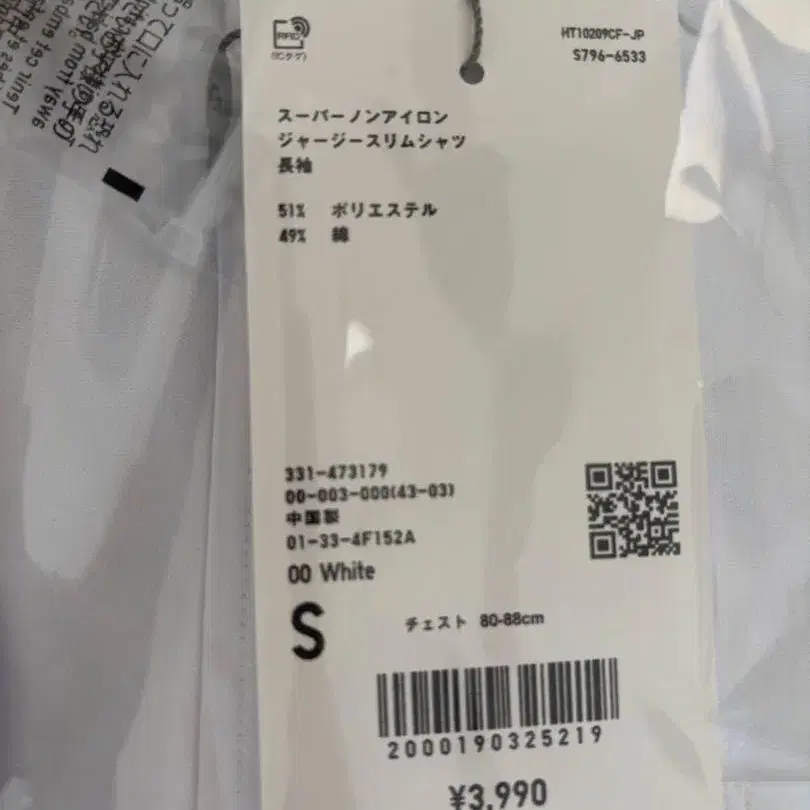 RFID
(ICタグ)
HT10209CF-JP
S796-6533
スーパーノンアイロン
ジャージースリムシャツ
長袖
51% ポリエステル
49% 綿
331-473179
00-003-000(43-03)
中国製
01-33-4F152A
00 White
S
チェスト 80-88cm
2000190325219
¥3,990
away from